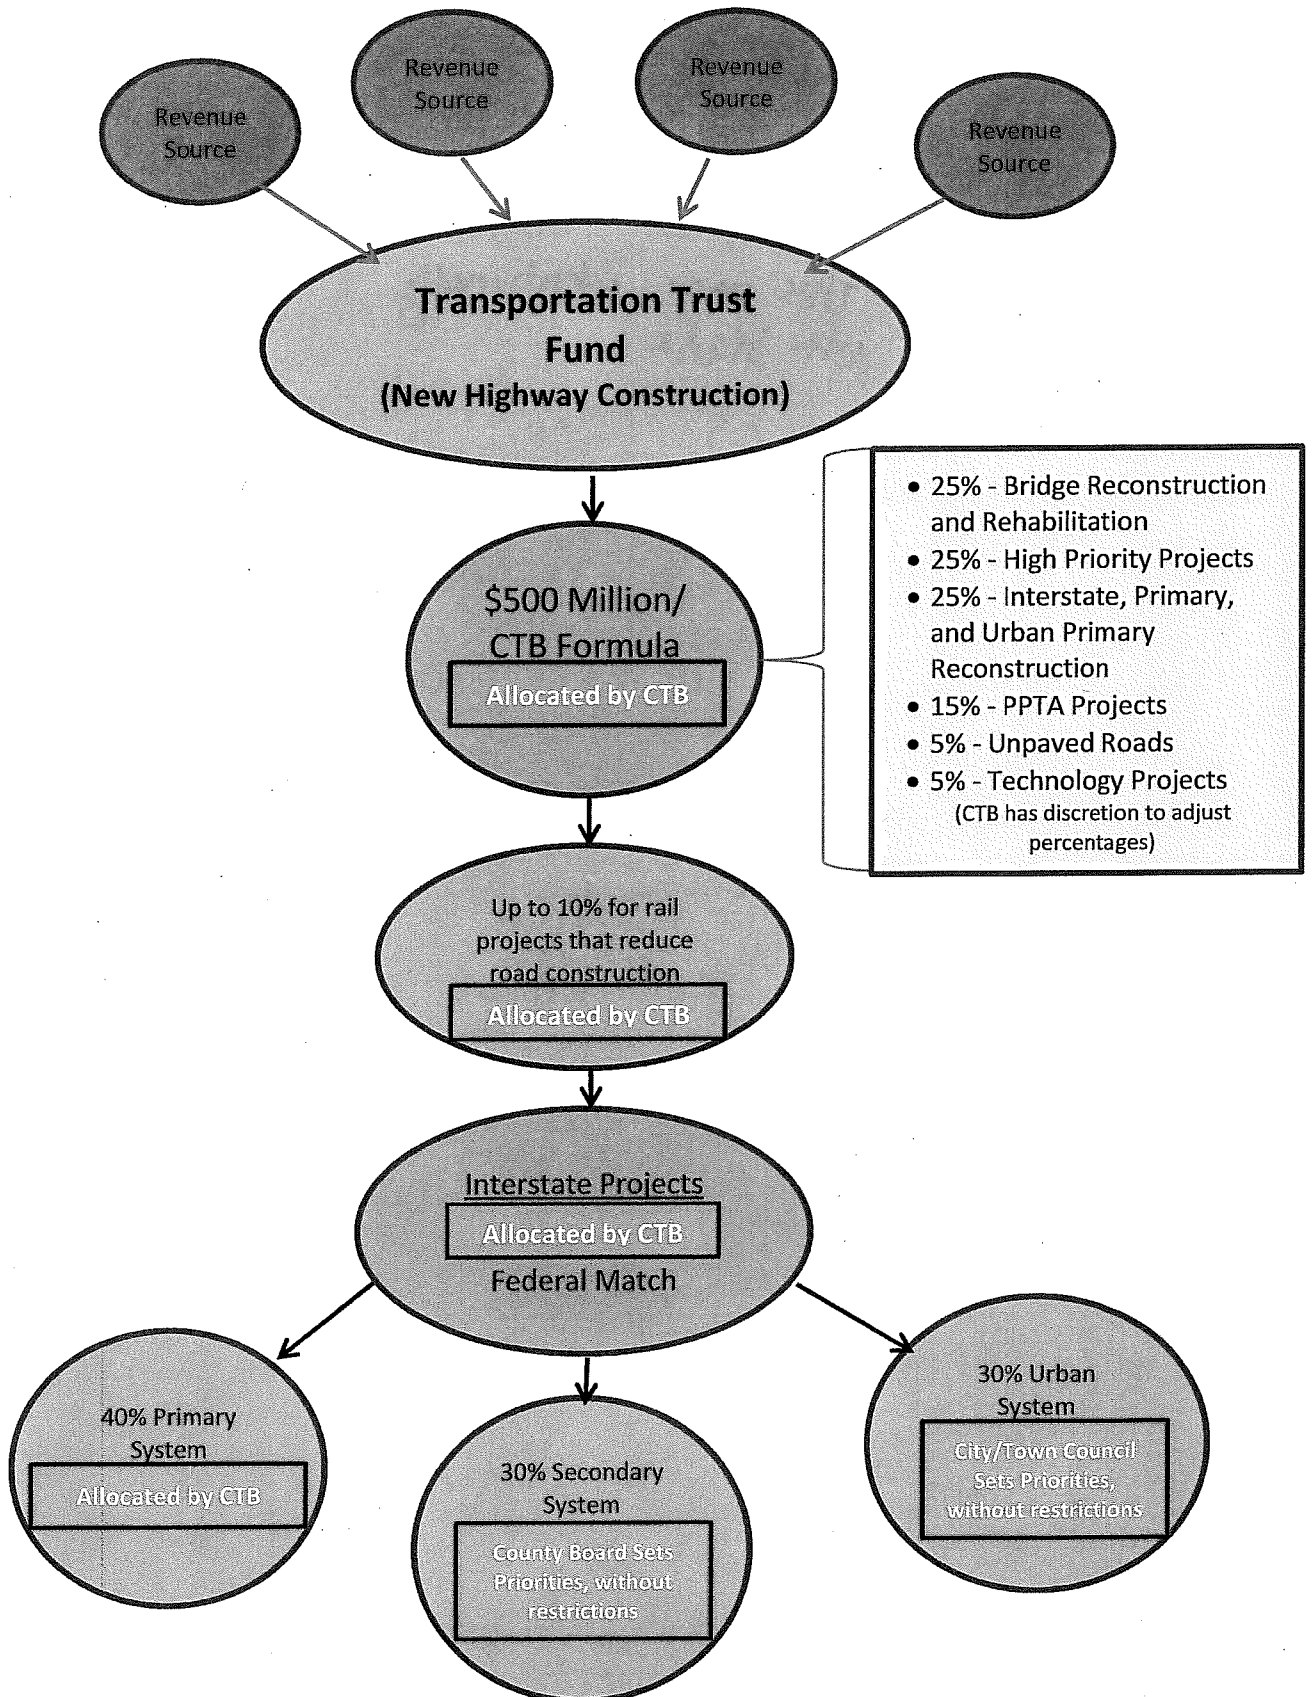 Revenue
Source
Revenue
Source
Revenue
Source
Revenue
Source
Transportation Trust
Fund
(New Highway Construction)
$500 Million/
CTB Formula
Allocated by CTB
• 25% - Bridge Reconstruction
and Rehabilitation
• 25% - High Priority Projects
• 25% - Interstate, Primary,
and Urban Primary
Reconstruction
• 15% - PPTA Projects
• 5% - Unpaved Roads
• 5% - Technology Projects
(CTB has discretion to adjust
percentages)
Up to 10% for rail
projects that reduce
road construction
Allocated by CTB
Interstate Projects
Allocated by CTB
Federal Match
40% Primary
System
Allocated by CTB
30% Secondary
System
County Board Sets
Priorities, without
restrictions
30% Urban
System
City/Town Council
Sets Priorities,
without restrictions